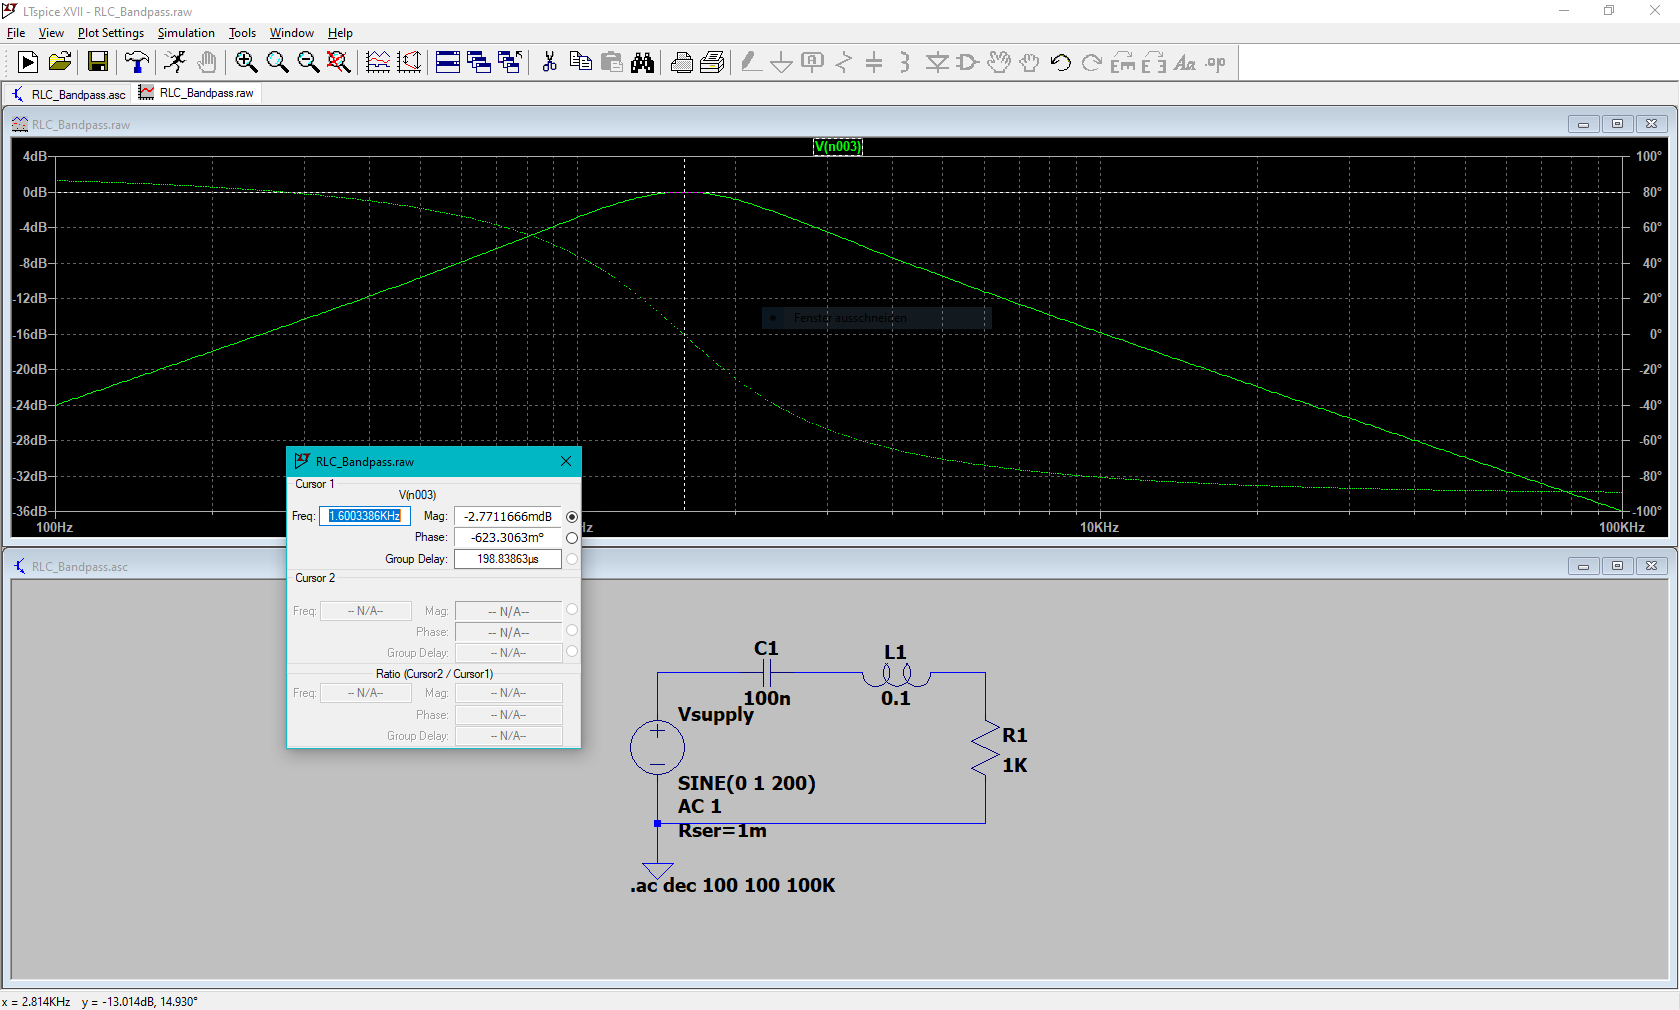 LTspice XVII - RLC_Bandpass.raw
File View Plot Settings Simulation Tools Window Help
RLC_Bandpass.asc RLC_Bandpass.raw
RLC_Bandpass.raw
V(n003)
4dB 100°
0dB 80°
-4dB 60°
-8dB 40°
-12dB 20°
Fenster ausschneiden
-16dB 0°
-20dB -20°
-24dB -40°
-28dB -60°
-32dB -80°
-36dB -100°
100Hz 10KHz 100KHz
RLC_Bandpass.raw
Cursor 1
V(n003)
Freq: 1.6003386KHz Mag: -2.7711666mdB
Phase: -623.3063m°
Group Delay: 198.83863µs
Cursor 2
Freq: -- N/A-- Mag: -- N/A--
Phase: -- N/A--
Group Delay: -- N/A--
Ratio (Cursor2 / Cursor1)
Freq: -- N/A-- Mag: -- N/A--
Phase: -- N/A--
Group Delay: -- N/A--
RLC_Bandpass.asc
C1
100n
L1
0.1
Vsupply
R1
1K
SINE(0 1 200)
AC 1
Rser=1m
.ac dec 100 100 100K
x = 2.814KHz y = -13.014dB, 14.930°